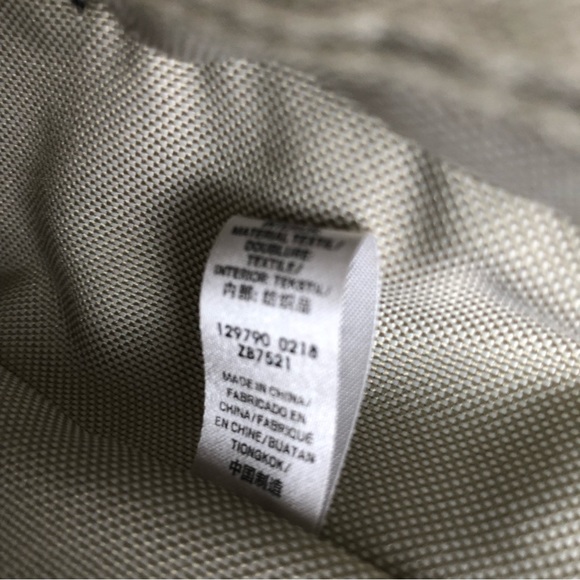 MATERIAL TEXTIL/
DOUBLURE:
TEXTILE/
INTERIOR: TEKSTIL/
内部: 纺织品
129790 0218
ZB7521
MADE IN CHINA/
FABRICADO EN
CHINA/FABRIQUÉ
EN CHINE/BUATAN
TIONGKOK/
中国制造